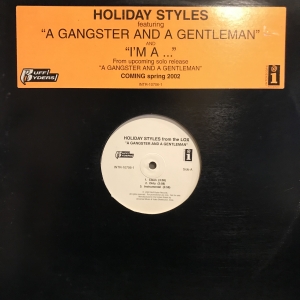 HOLIDAY STYLES
featuring
"A GANGSTER AND A GENTLEMAN"
AND
"I'M A ..."
From upcoming solo release
"A GANGSTER AND A GENTLEMAN"
COMING spring 2002
RUFF
RYDERS
HOLIDAY STYLES from the LOX
"A GANGSTER AND A GENTLEMAN"
Side A